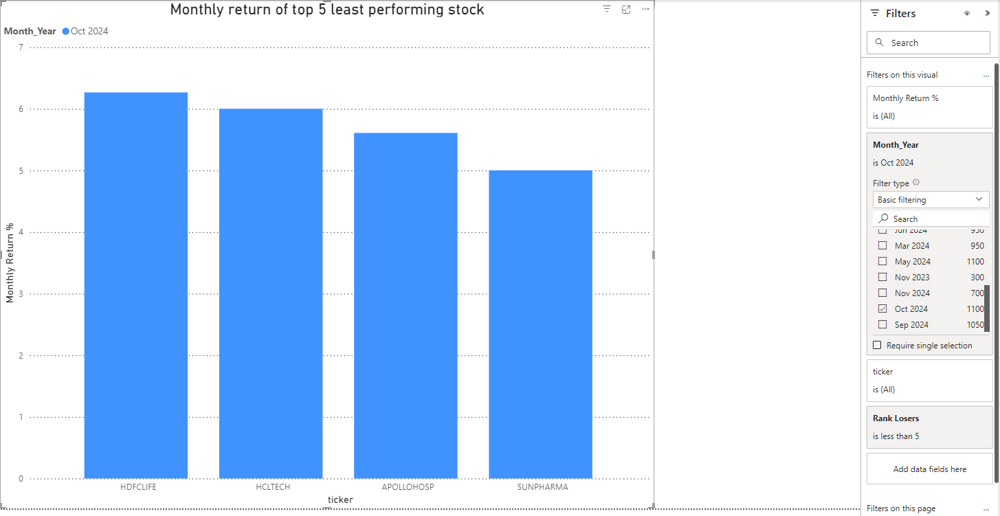 Monthly return of top 5 least performing stock
Month_Year Oct 2024
7
6
5
4
3
2
1
0
Monthly Return %
HDFCLIFE HCLTECH APOLLOHOSP SUNPHARMA
ticker
Filters
Search
Filters on this visual
Monthly Return %
is (All)
Month_Year
is Oct 2024
Filter type
Basic filtering
Search
Jun 2024 950
Mar 2024 950
May 2024 1100
Nov 2023 300
Nov 2024 700
Oct 2024 1100
Sep 2024 1050
Require single selection
ticker
is (All)
Rank Losers
is less than 5
Add data fields here
Filters on this page